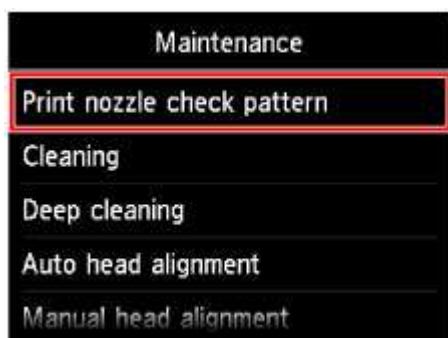 Maintenance
Print nozzle check pattern
Cleaning
Deep cleaning
Auto head alignment
Manual head alignment